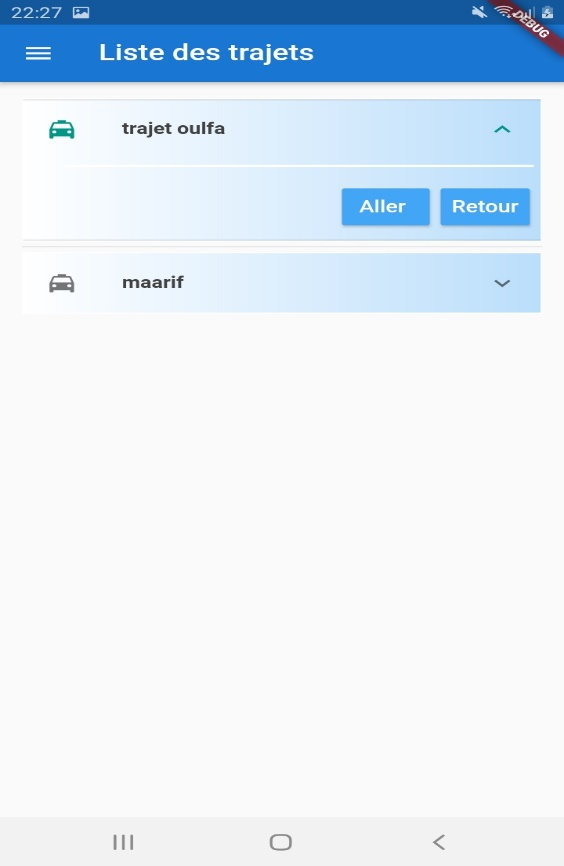 22:27
DEBUG
Liste des trajets
trajet oulfa
Aller Retour
maarif